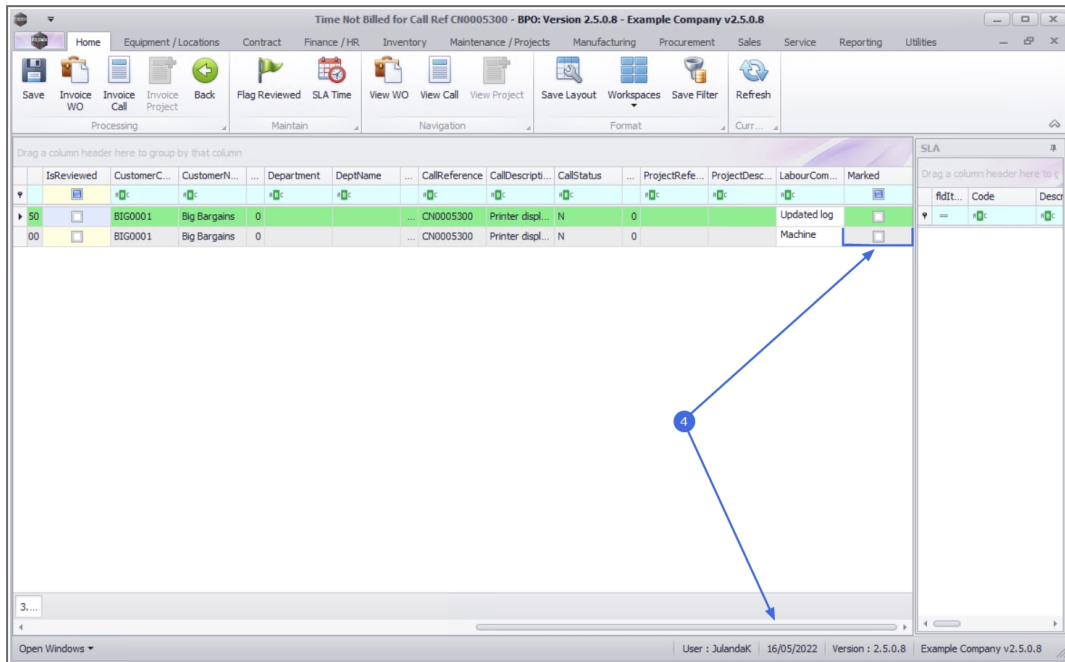 Time Not Billed for Call Ref CN0005300 - BPO: Version 2.5.0.8 - Example Company v2.5.0.8
Home Equipment / Locations Contract Finance / HR Inventory Maintenance / Projects Manufacturing Procurement Sales Service Reporting Utilities
Save Invoice WO Invoice Call Invoice Project Back Flag Reviewed SLA Time View WO View Call View Project Save Layout Workspaces Save Filter Refresh
Processing Maintain Navigation Format Curr...
Drag a column header here to group by that column
IsReviewed CustomerC... CustomerN... ... Department DeptName ... CallReference CallDescripti... CallStatus ... ProjectRefe... ProjectDesc... LabourCom... Marked
50 BIG0001 Big Bargains 0 ... CN0005300 Printer displ... N 0 Updated log
00 BIG0001 Big Bargains 0 ... CN0005300 Printer displ... N 0 Machine
4
3....
SLA
Drag a column header here to g
fldIt... Code Descr
=
Open Windows User : JulandaK 16/05/2022 Version : 2.5.0.8 Example Company v2.5.0.8